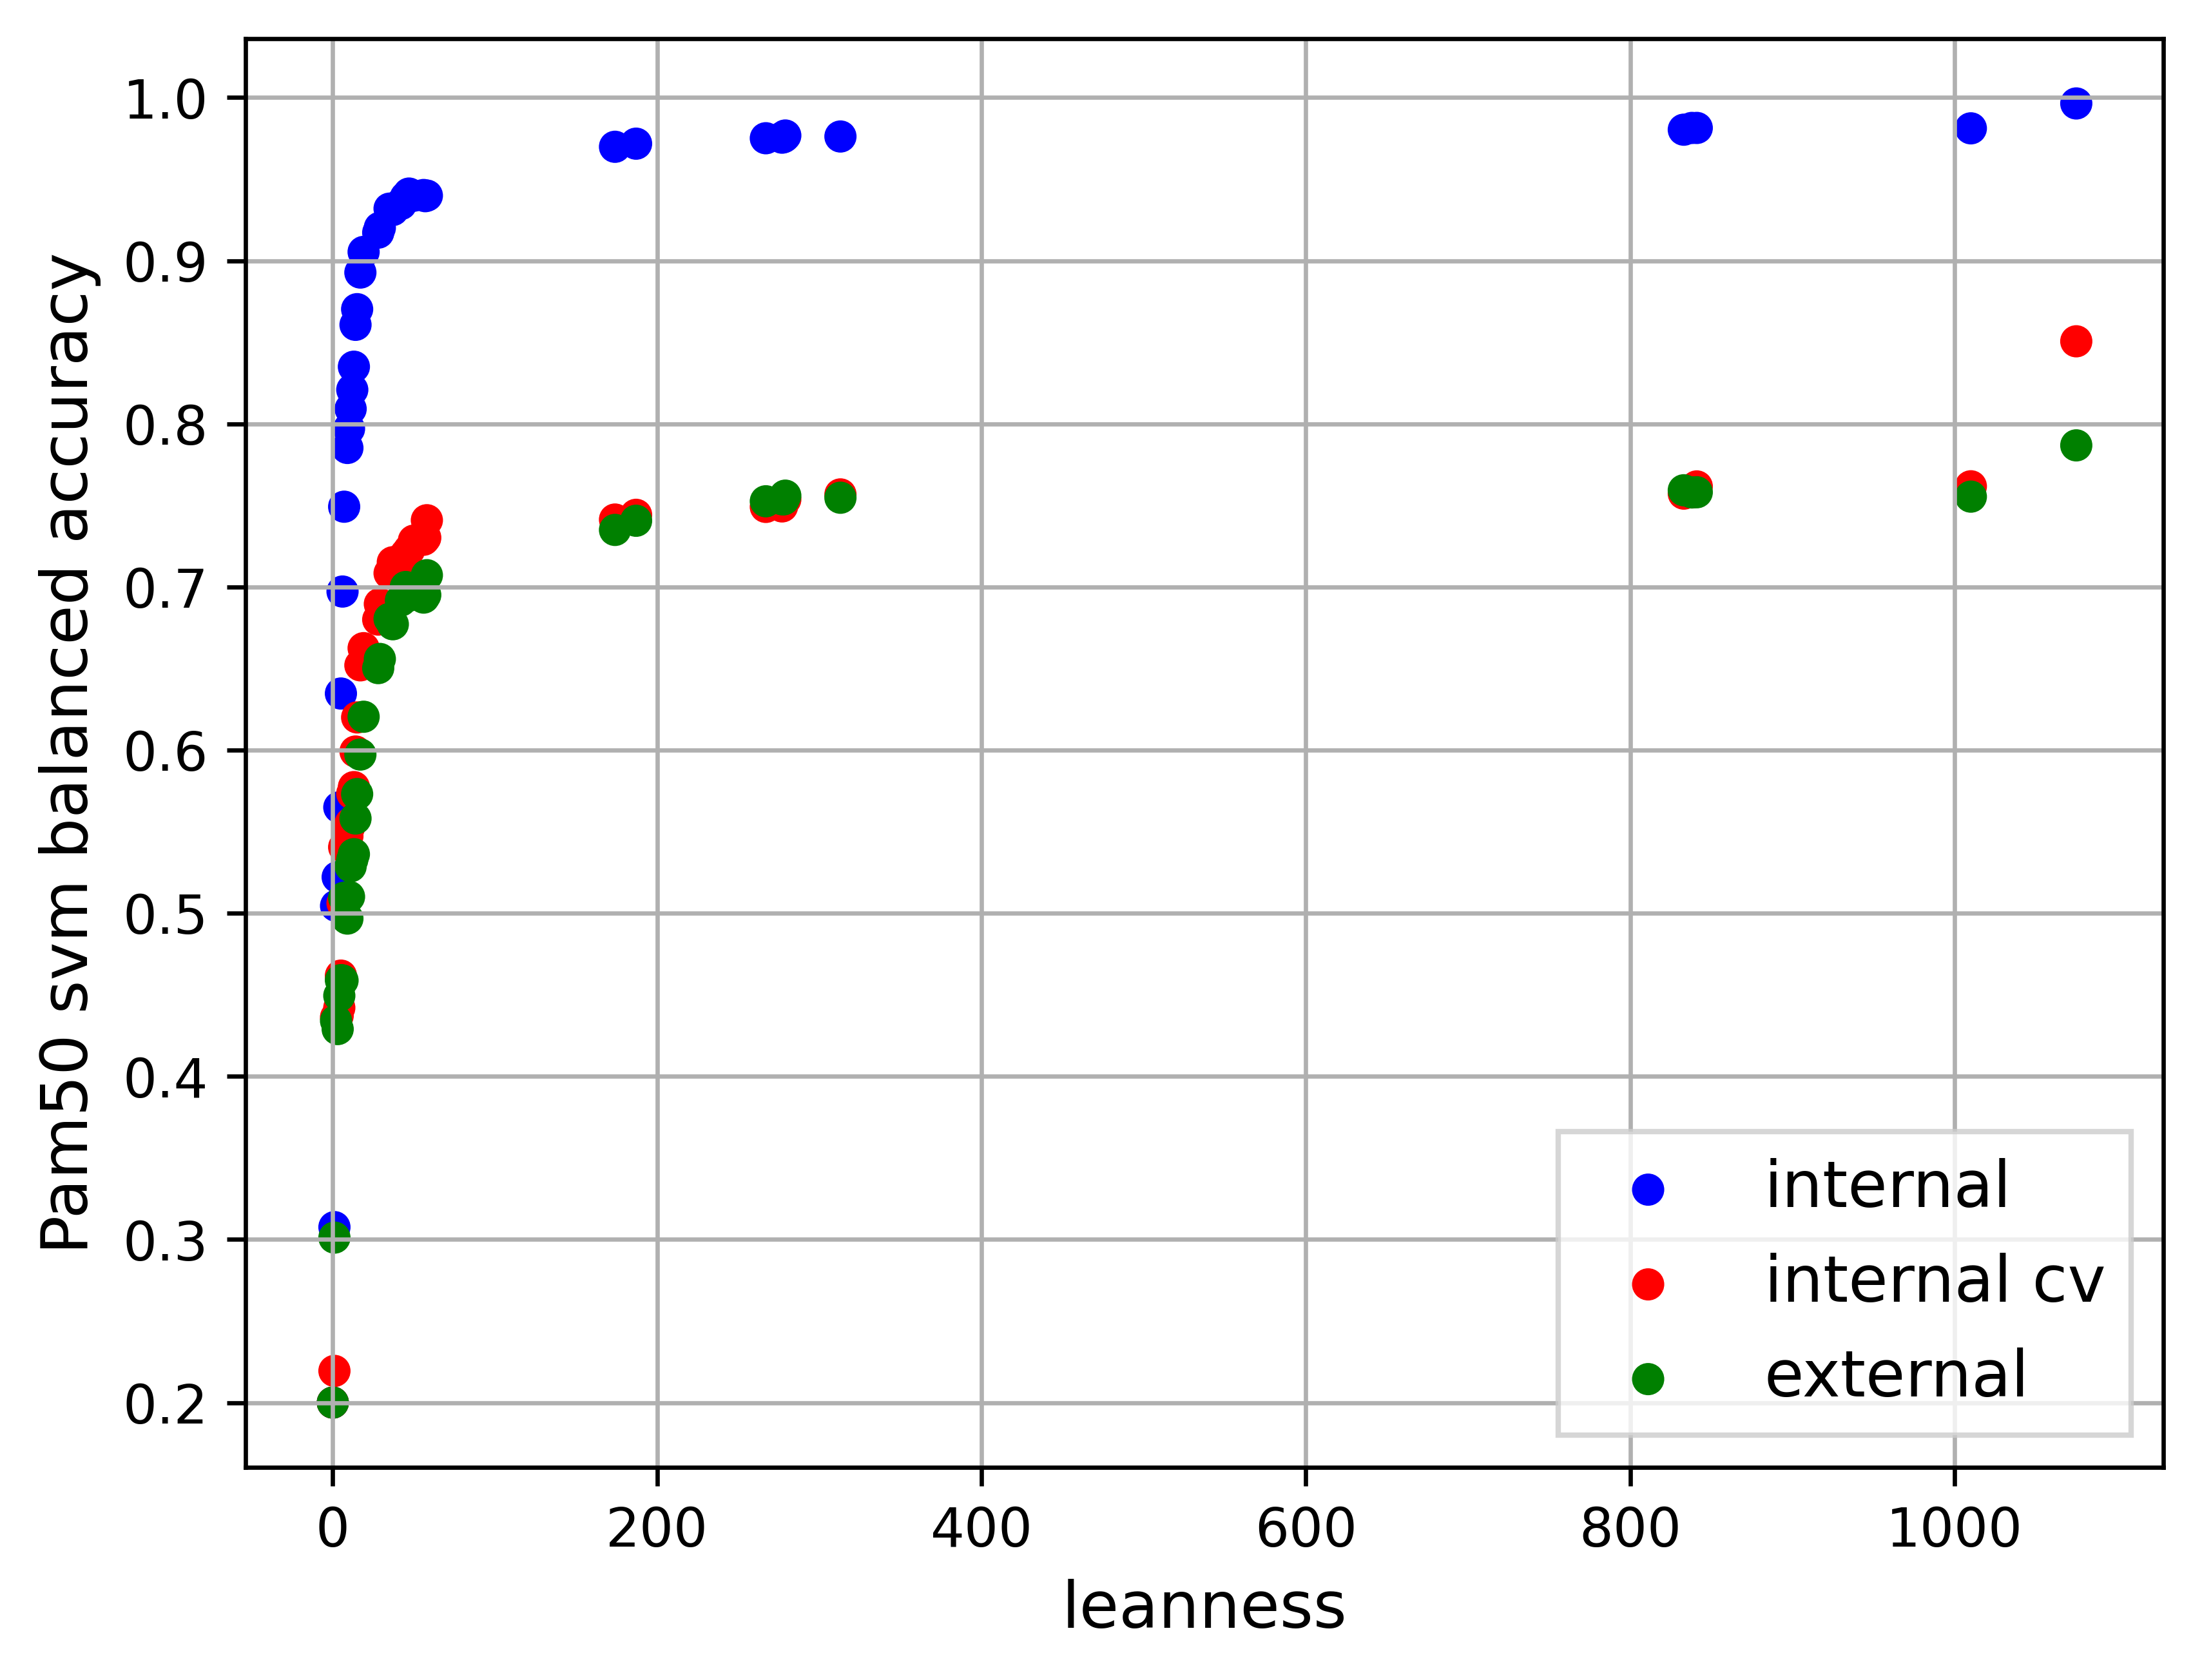 Pam50 svm balanced accuracy
1.0
0.9
0.8
0.7
0.6
0.5
0.4
0.3
0.2
internal
internal cv
external
0 200 400 600 800 1000
leanness